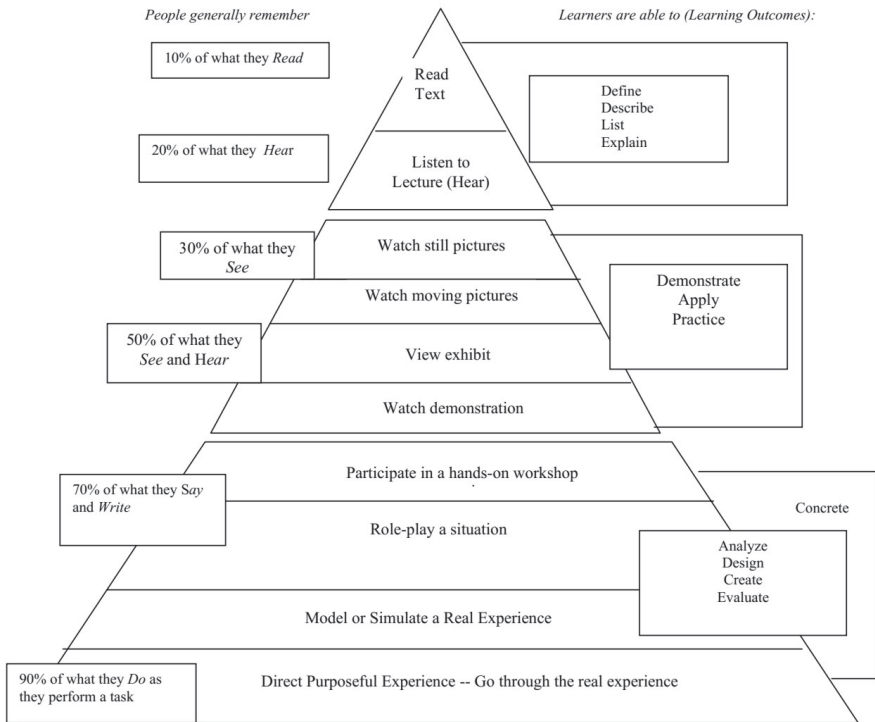 People generally remember
Learners are able to (Learning Outcomes):
10% of what they Read
Read
Text
Define
Describe
List
Explain
20% of what they Hear
Listen to
Lecture (Hear)
30% of what they
See
Watch still pictures
Watch moving pictures
Demonstrate
Apply
Practice
50% of what they
See and Hear
View exhibit
Watch demonstration
70% of what they Say
and Write
Participate in a hands-on workshop
Role-play a situation
Concrete
Analyze
Design
Create
Evaluate
Model or Simulate a Real Experience
90% of what they Do as
they perform a task
Direct Purposeful Experience -- Go through the real experience